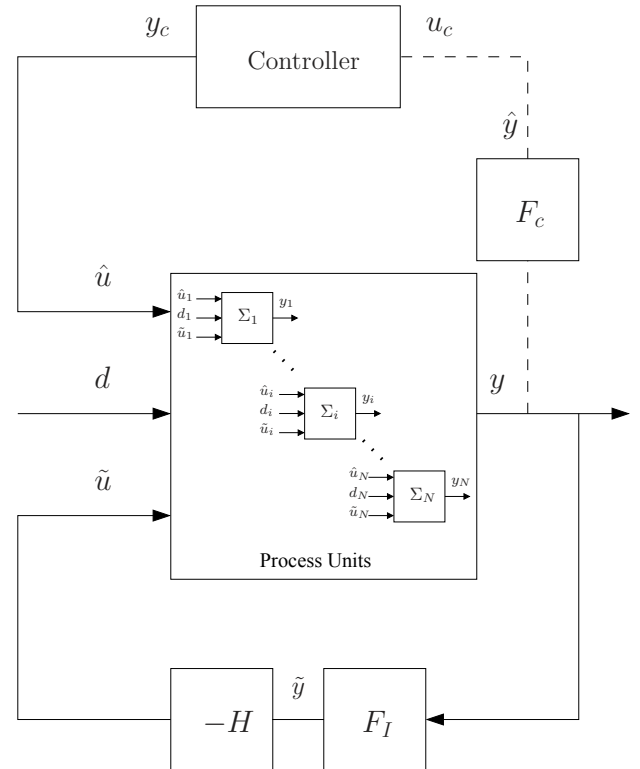 y_c
u_c
Controller
ŷ
F_c
û
û_1
d_1
ũ_1
Σ_1
y_1
d
y
û_i
d_i
ũ_i
Σ_i
y_i
ũ
û_N
d_N
ũ_N
Σ_N
y_N
Process Units
ỹ
−H
F_I